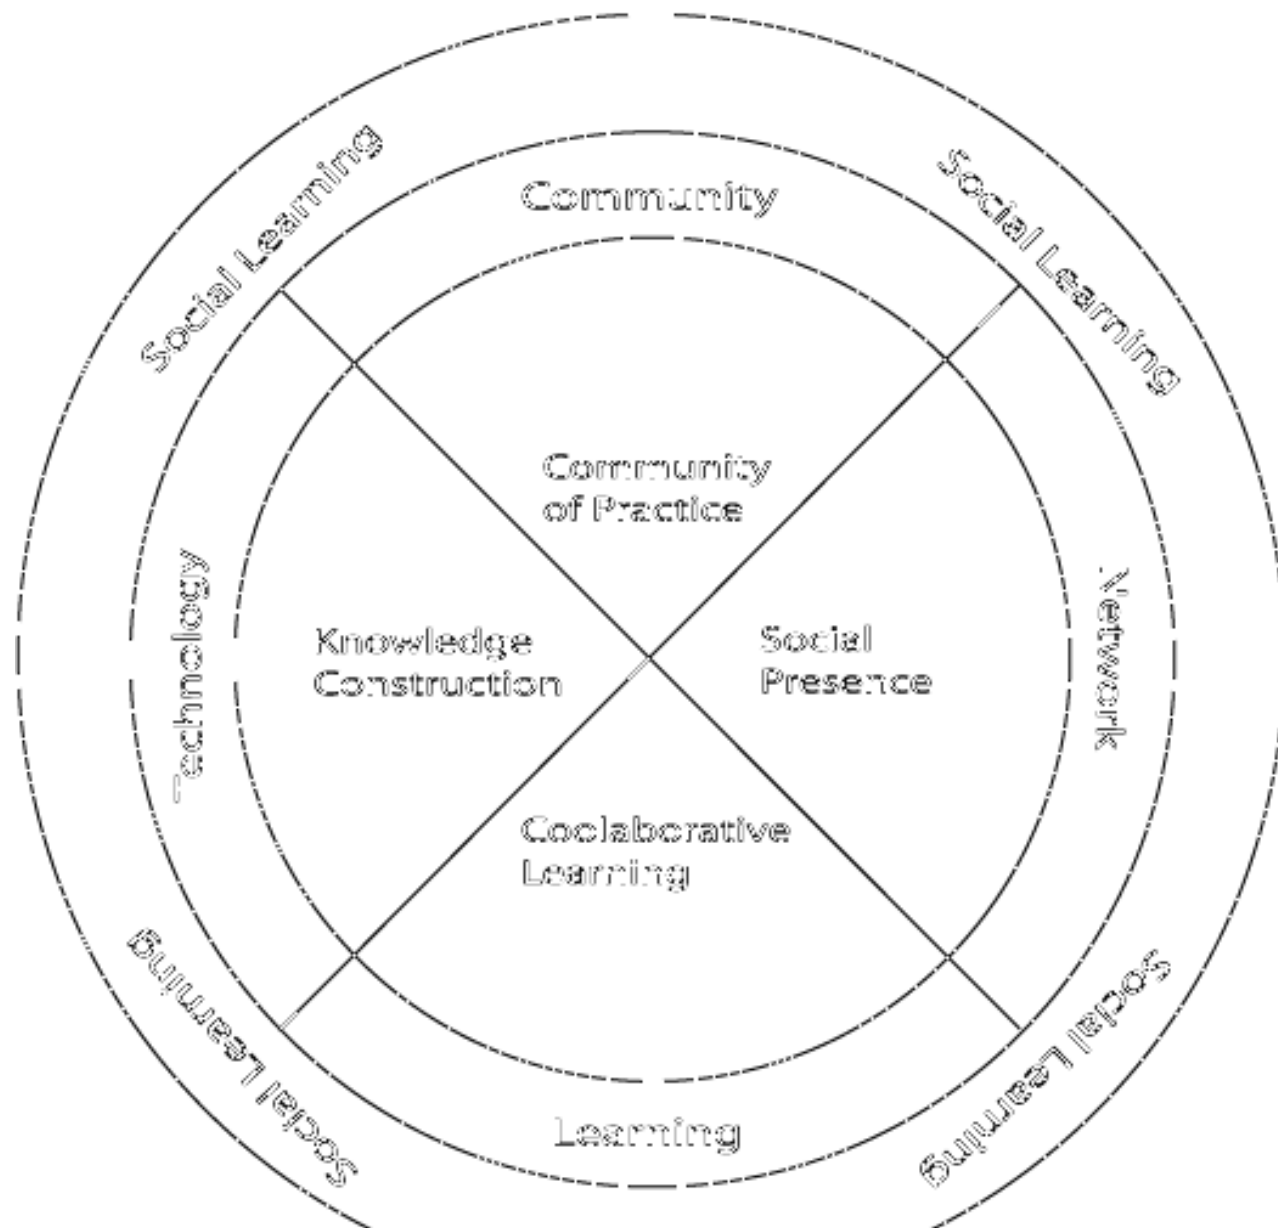 Social Learning
Social Learning
Community
Community
of Practice
Technology
Knowledge
Construction
Social
Presence
Network
Coolaborative
Learning
Social Learning
Social Learning
Learning